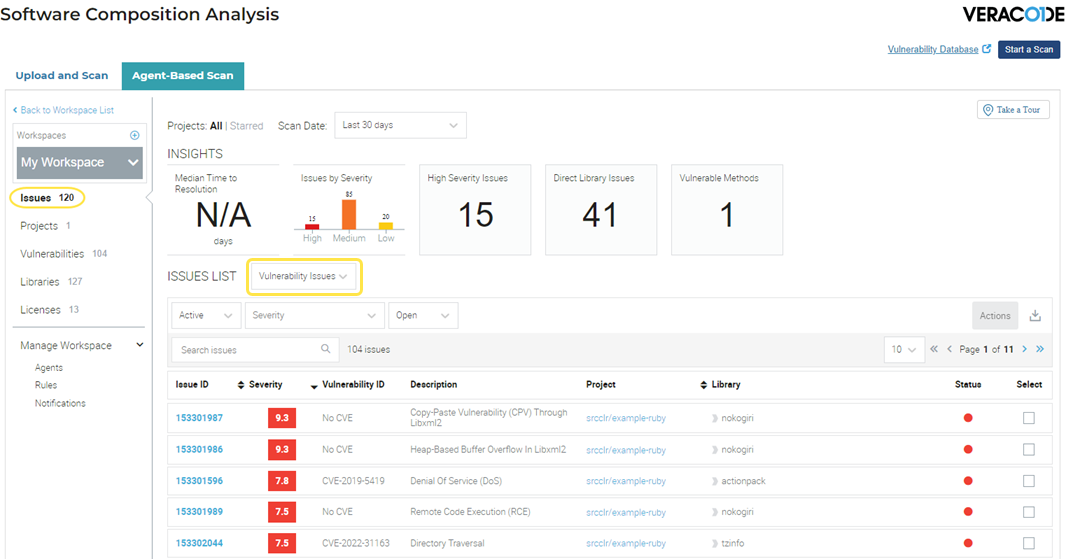 Software Composition Analysis
VERACODE
Vulnerability Database
Start a Scan
Upload and Scan
Agent-Based Scan
Back to Workspace List
Take a Tour
Workspaces
My Workspace
Issues 120
Projects 1
Vulnerabilities 104
Libraries 127
Licenses 13
Manage Workspace
Agents
Rules
Notifications
Projects: All | Starred Scan Date: Last 30 days
INSIGHTS
Median Time to
Resolution
N/A
days
Issues by Severity
15 85 20
High Medium Low
High Severity Issues
15
Direct Library Issues
41
Vulnerable Methods
1
ISSUES LIST Vulnerability Issues
Active Severity Open Actions
Search issues 104 issues 10 Page 1 of 11
Issue ID Severity Vulnerability ID Description Project Library Status Select
153301987 9.3 No CVE Copy-Paste Vulnerability (CPV) Through
Libxml2 srcclr/example-ruby nokogiri
153301986 9.3 No CVE Heap-Based Buffer Overflow In Libxml2 srcclr/example-ruby nokogiri
153301596 7.8 CVE-2019-5419 Denial Of Service (DoS) srcclr/example-ruby actionpack
153301989 7.5 No CVE Remote Code Execution (RCE) srcclr/example-ruby nokogiri
153302044 7.5 CVE-2022-31163 Directory Traversal srcclr/example-ruby tzinfo